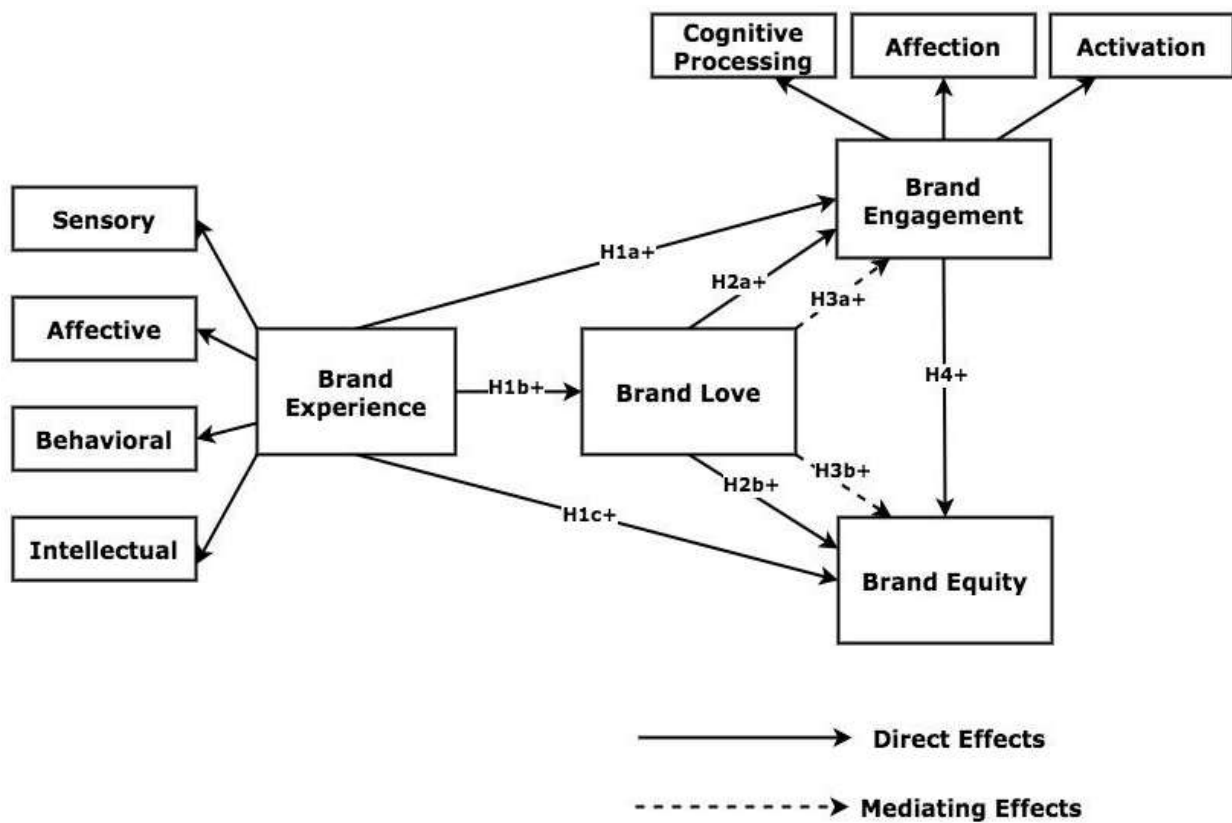 Cognitive
Processing
Affection
Activation
Brand
Engagement
Sensory
Affective
Behavioral
Intellectual
Brand
Experience
Brand Love
Brand Equity
H1a+
H2a+
H3a+
H1b+
H4+
H3b+
H2b+
H1c+
Direct Effects
Mediating Effects